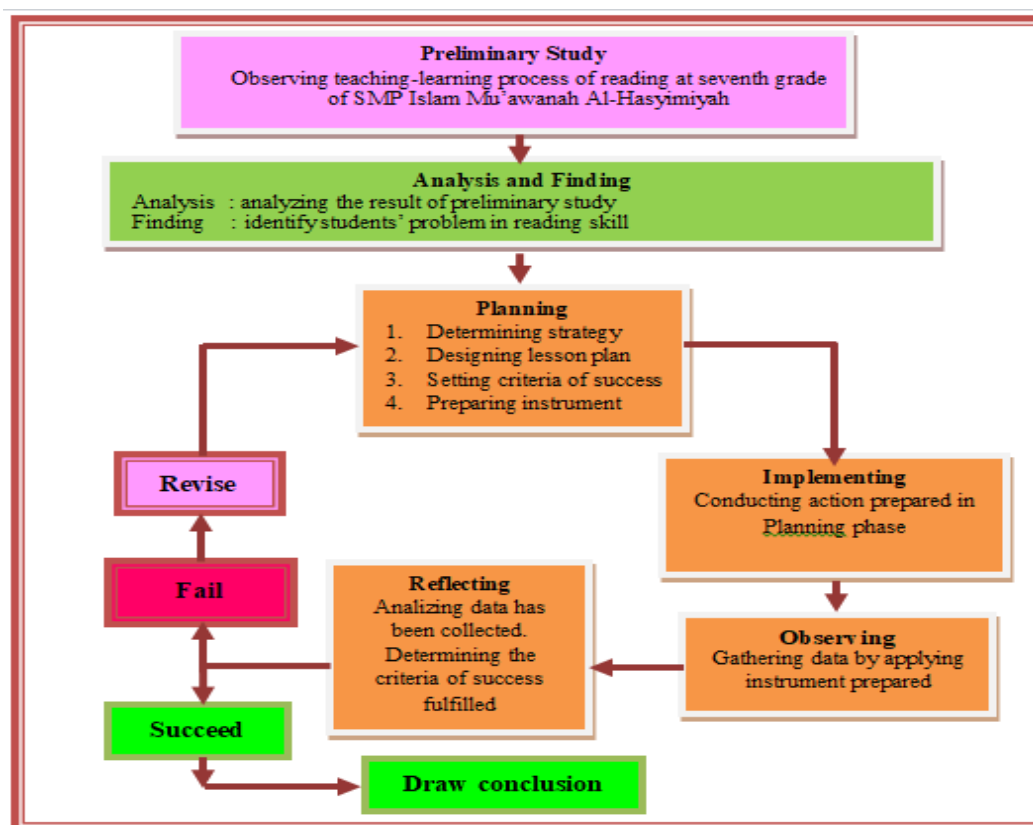 Preliminary Study
Observing teaching-learning process of reading at seventh grade
of SMP Islam Mu’awanah Al-Hasyimiyah
Analysis and Finding
Analysis : analyzing the result of preliminary study
Finding : identify students’ problem in reading skill
Planning
1. Determining strategy
2. Designing lesson plan
3. Setting criteria of success
4. Preparing instrument
Implementing
Conducting action prepared in
Planning phase
Observing
Gathering data by applying
instrument prepared
Reflecting
Analizing data has
been collected.
Determining the
criteria of success
fulfilled
Revise
Fail
Succeed
Draw conclusion